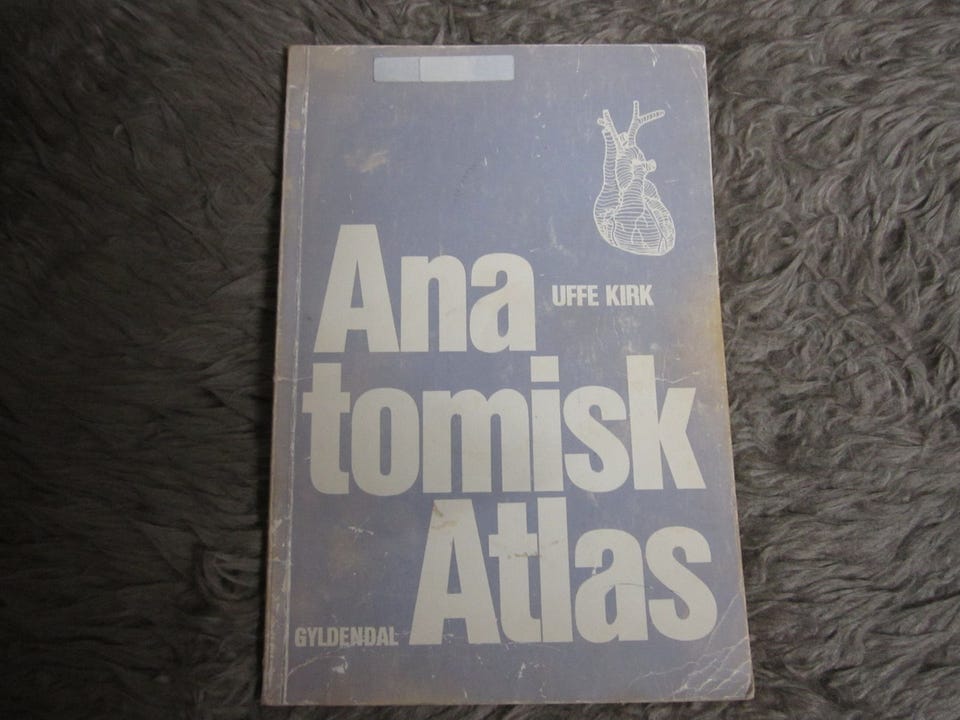 Ana
UFFE KIRK
tomisk
Atlas
GYLDENDAL